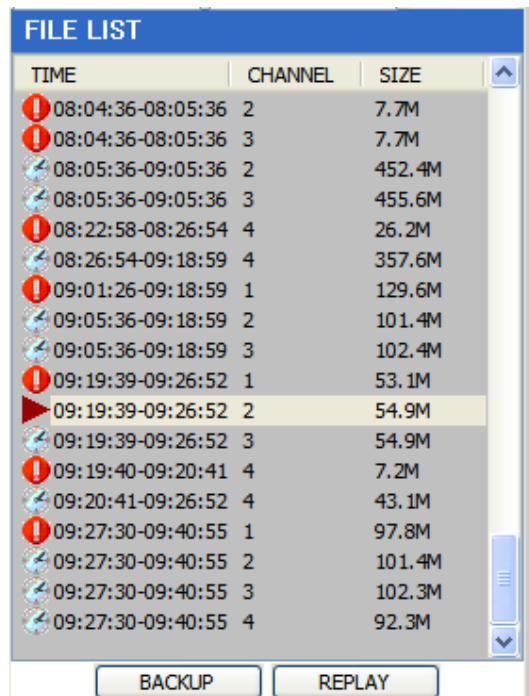 FILE LIST
TIME CHANNEL SIZE
08:04:36-08:05:36 2 7.7M
08:04:36-08:05:36 3 7.7M
08:05:36-09:05:36 2 452.4M
08:05:36-09:05:36 3 455.6M
08:22:58-08:26:54 4 26.2M
08:26:54-09:18:59 4 357.6M
09:01:26-09:18:59 1 129.6M
09:05:36-09:18:59 2 101.4M
09:05:36-09:18:59 3 102.4M
09:19:39-09:26:52 1 53.1M
09:19:39-09:26:52 2 54.9M
09:19:39-09:26:52 3 54.9M
09:19:40-09:20:41 4 7.2M
09:20:41-09:26:52 4 43.1M
09:27:30-09:40:55 1 97.8M
09:27:30-09:40:55 2 101.4M
09:27:30-09:40:55 3 102.3M
09:27:30-09:40:55 4 92.3M
BACKUP REPLAY